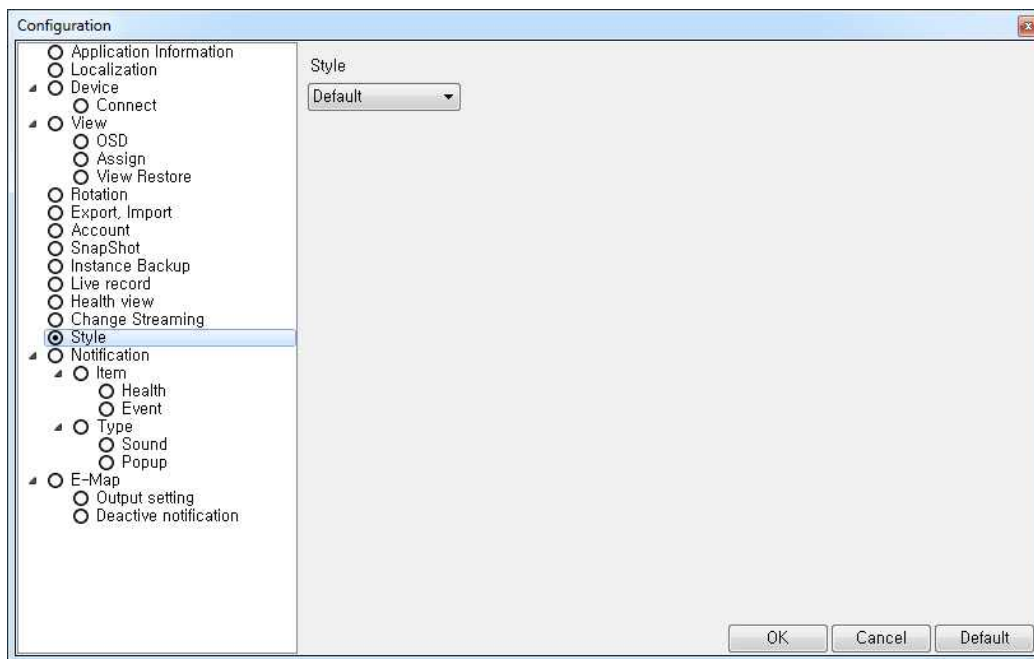 Configuration
Application Information
Localization
Device
Connect
View
OSD
Assign
View Restore
Rotation
Export, Import
Account
SnapShot
Instance Backup
Live record
Health view
Change Streaming
Style
Notification
Item
Health
Event
Type
Sound
Popup
E-Map
Output setting
Deactive notification
Style
Default
OK
Cancel
Default